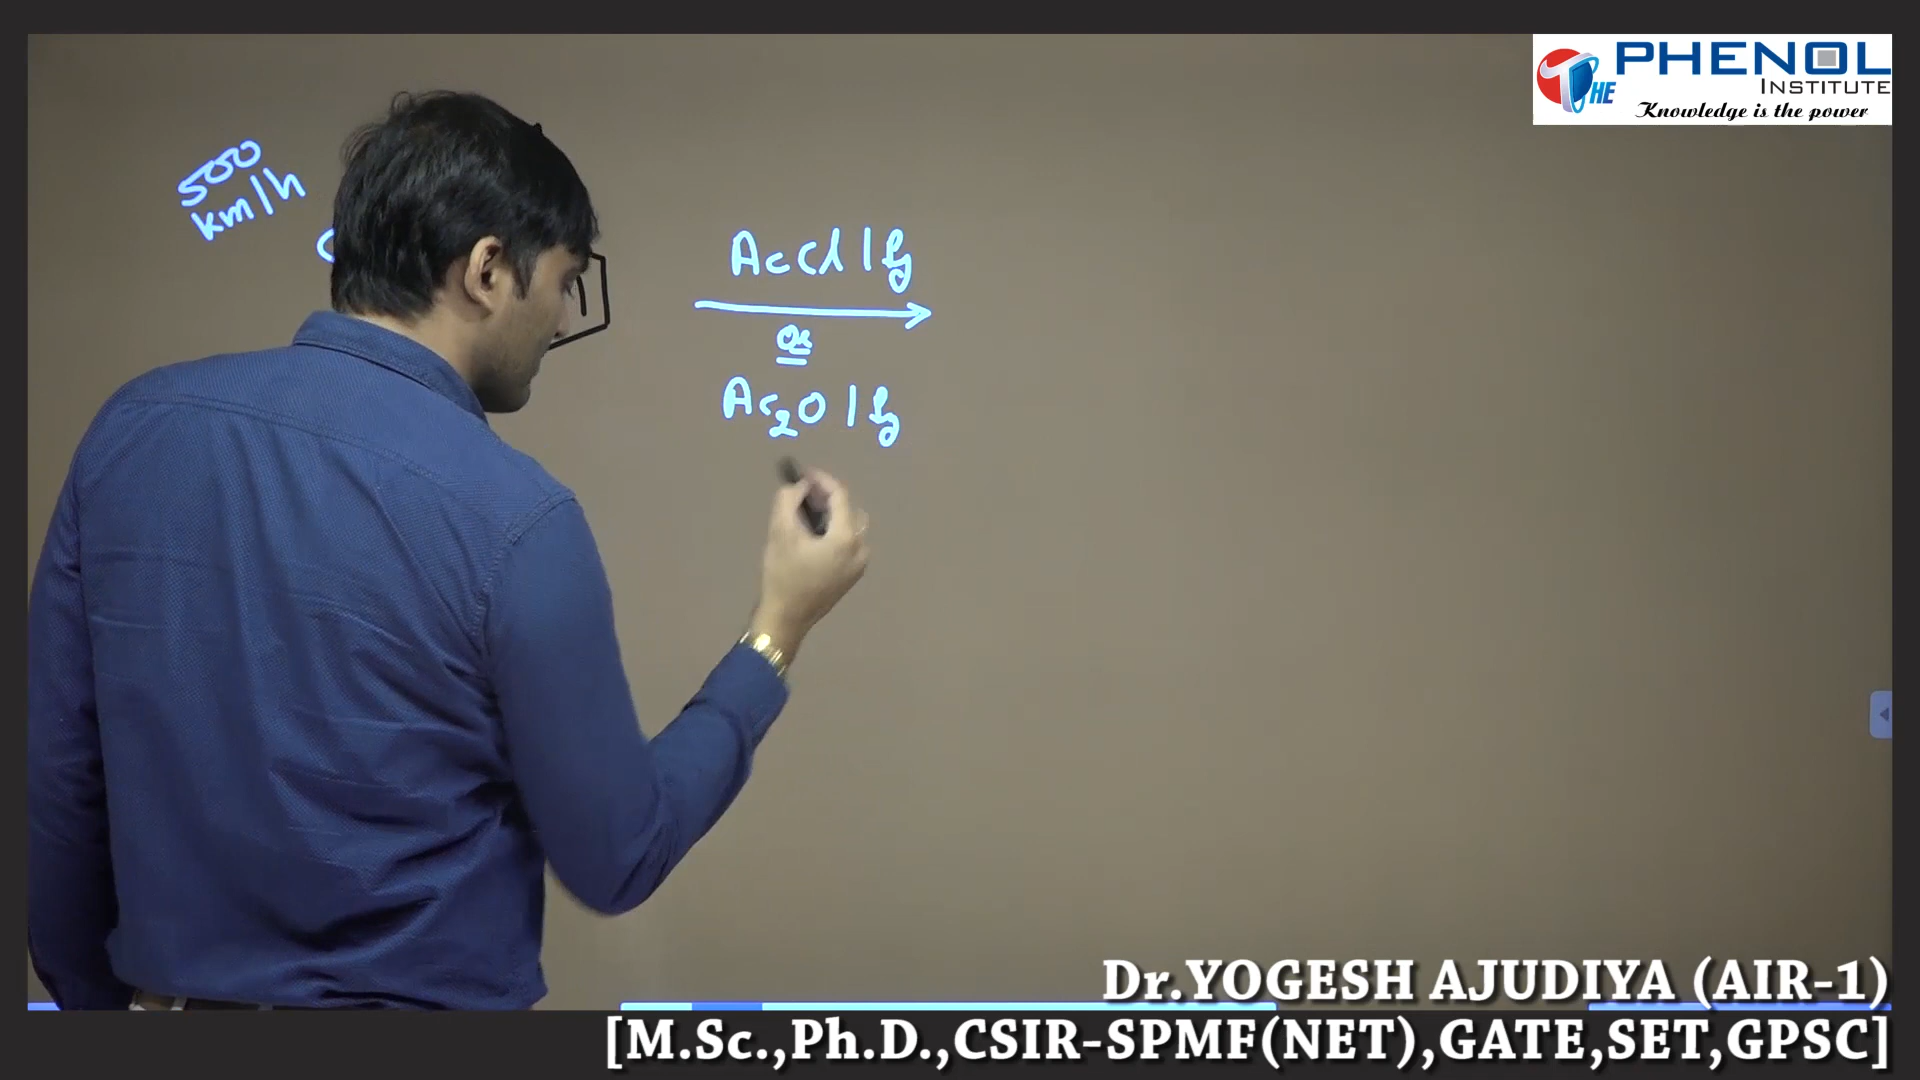 THE PHENOL
INSTITUTE
Knowledge is the power
500
km/h
AcCl/Py
or
Ac₂O/Py
Dr.YOGESH AJUDIYA (AIR-1)
[M.Sc.,Ph.D.,CSIR-SPMF(NET),GATE,SET,GPSC]